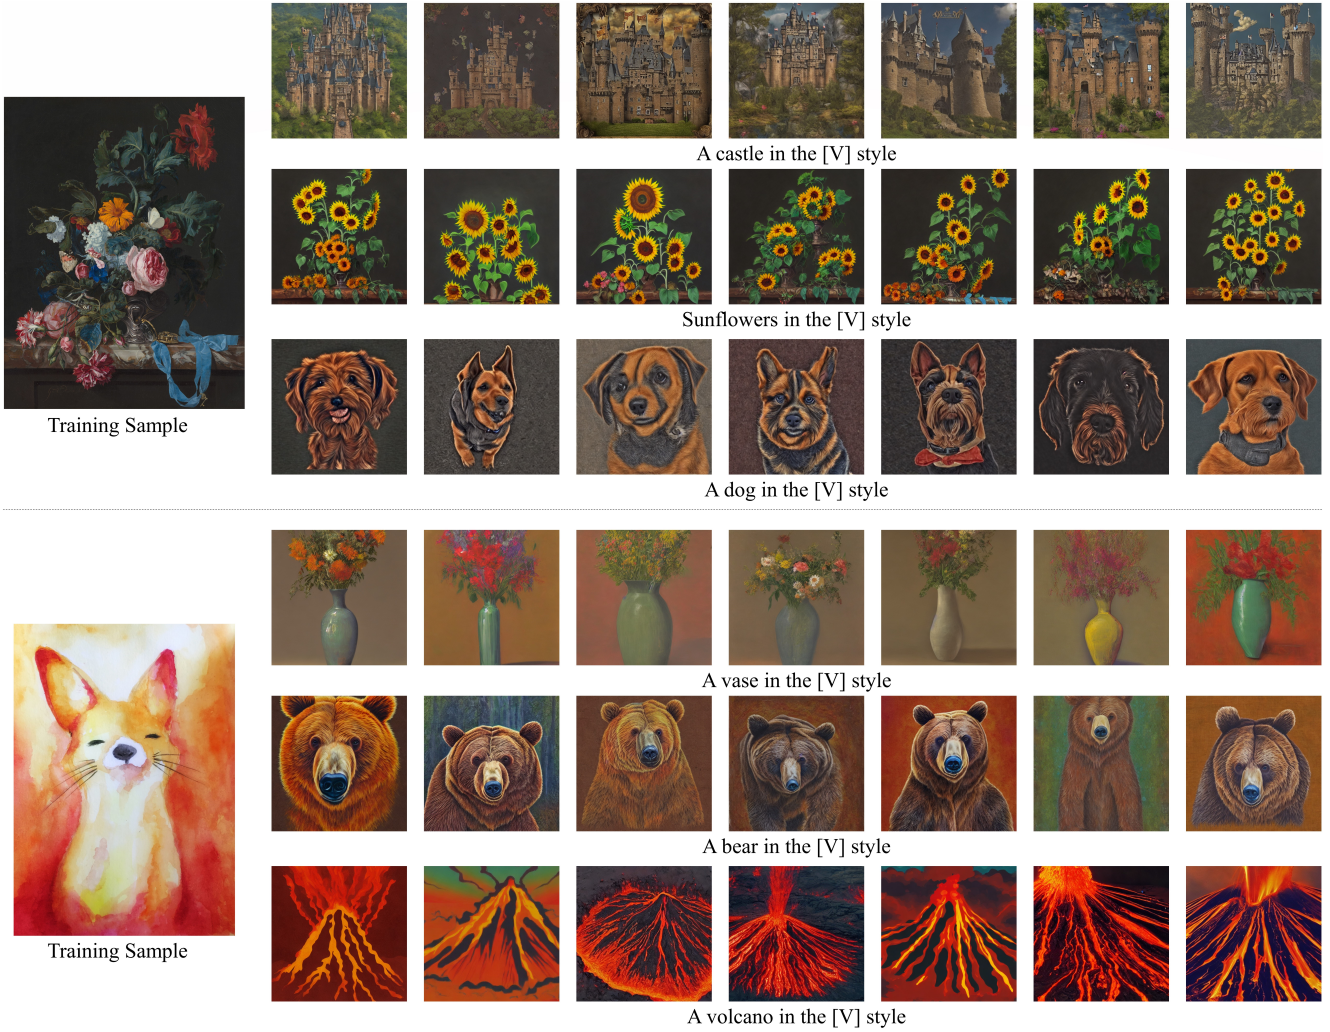 A castle in the [V] style
Sunflowers in the [V] style
Training Sample
A dog in the [V] style
A vase in the [V] style
A bear in the [V] style
Training Sample
A volcano in the [V] style